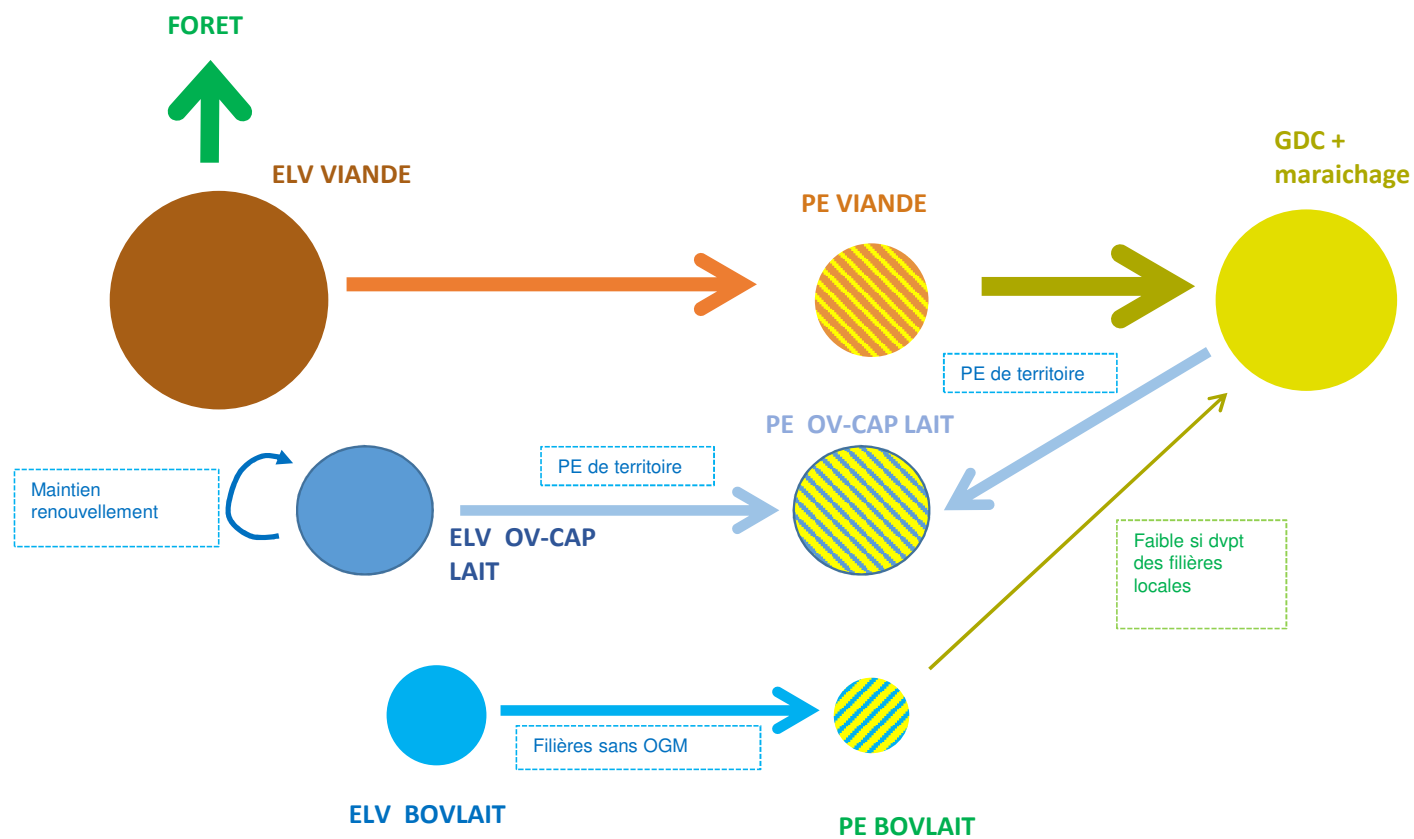 FORET
ELV VIANDE
GDC +
maraichage
PE VIANDE
PE de territoire
PE OV-CAP LAIT
PE de territoire
Maintien
renouvellement
ELV OV-CAP
LAIT
Faible si dvpt
des filières
locales
Filières sans OGM
ELV BOVLAIT
PE BOVLAIT